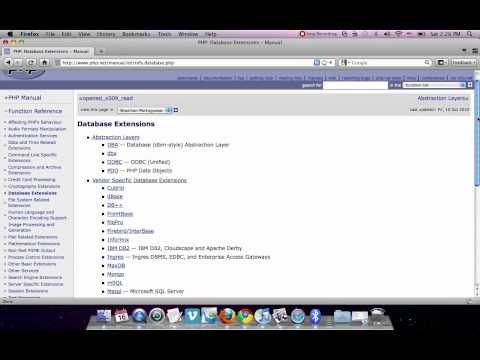 Firefox File Edit View History Bookmarks Tools Window Help
Stop Recording
Sat 2:25 PM
PHP: Database Extensions – Manual
PHP: Database Extensions – Manual
http://www.php.net/manual/en/refs.database.php
Google
downloads | documentation | faq | getting help | mailing lists | reporting bugs | php.net sites | links | conferences | my php.net
search for
in the
function list
PHP Manual
Function Reference
Affecting PHP's Behaviour
Audio Formats Manipulation
Authentication Services
Date and Time Related Extensions
Command Line Specific Extensions
Compression and Archive Extensions
Credit Card Processing
Cryptography Extensions
Database Extensions
File System Related Extensions
Human Language and Character Encoding Support
Image Processing and Generation
Mail Related Extensions
Mathematical Extensions
Non-Text MIME Output
Process Control Extensions
Other Basic Extensions
Other Services
Search Engine Extensions
openssl_x509_read
Abstraction Layers
view this page in
Brazilian Portuguese
Last updated: Fri, 15 Oct 2010
Database Extensions
Abstraction Layers
DBA — Database (dbm-style) Abstraction Layer
dbx
ODBC — ODBC (Unified)
PDO — PHP Data Objects
Vendor Specific Database Extensions
Cubrid
dBase
DB++
FrontBase
filePro
Firebird/InterBase
Informix
IBM DB2 — IBM DB2, Cloudscape and Apache Derby
Ingres — Ingres DBMS, EDBC, and Enterprise Access Gateways
MaxDB
Mongo
mSQL
Mssql — Microsoft SQL Server
Done
16